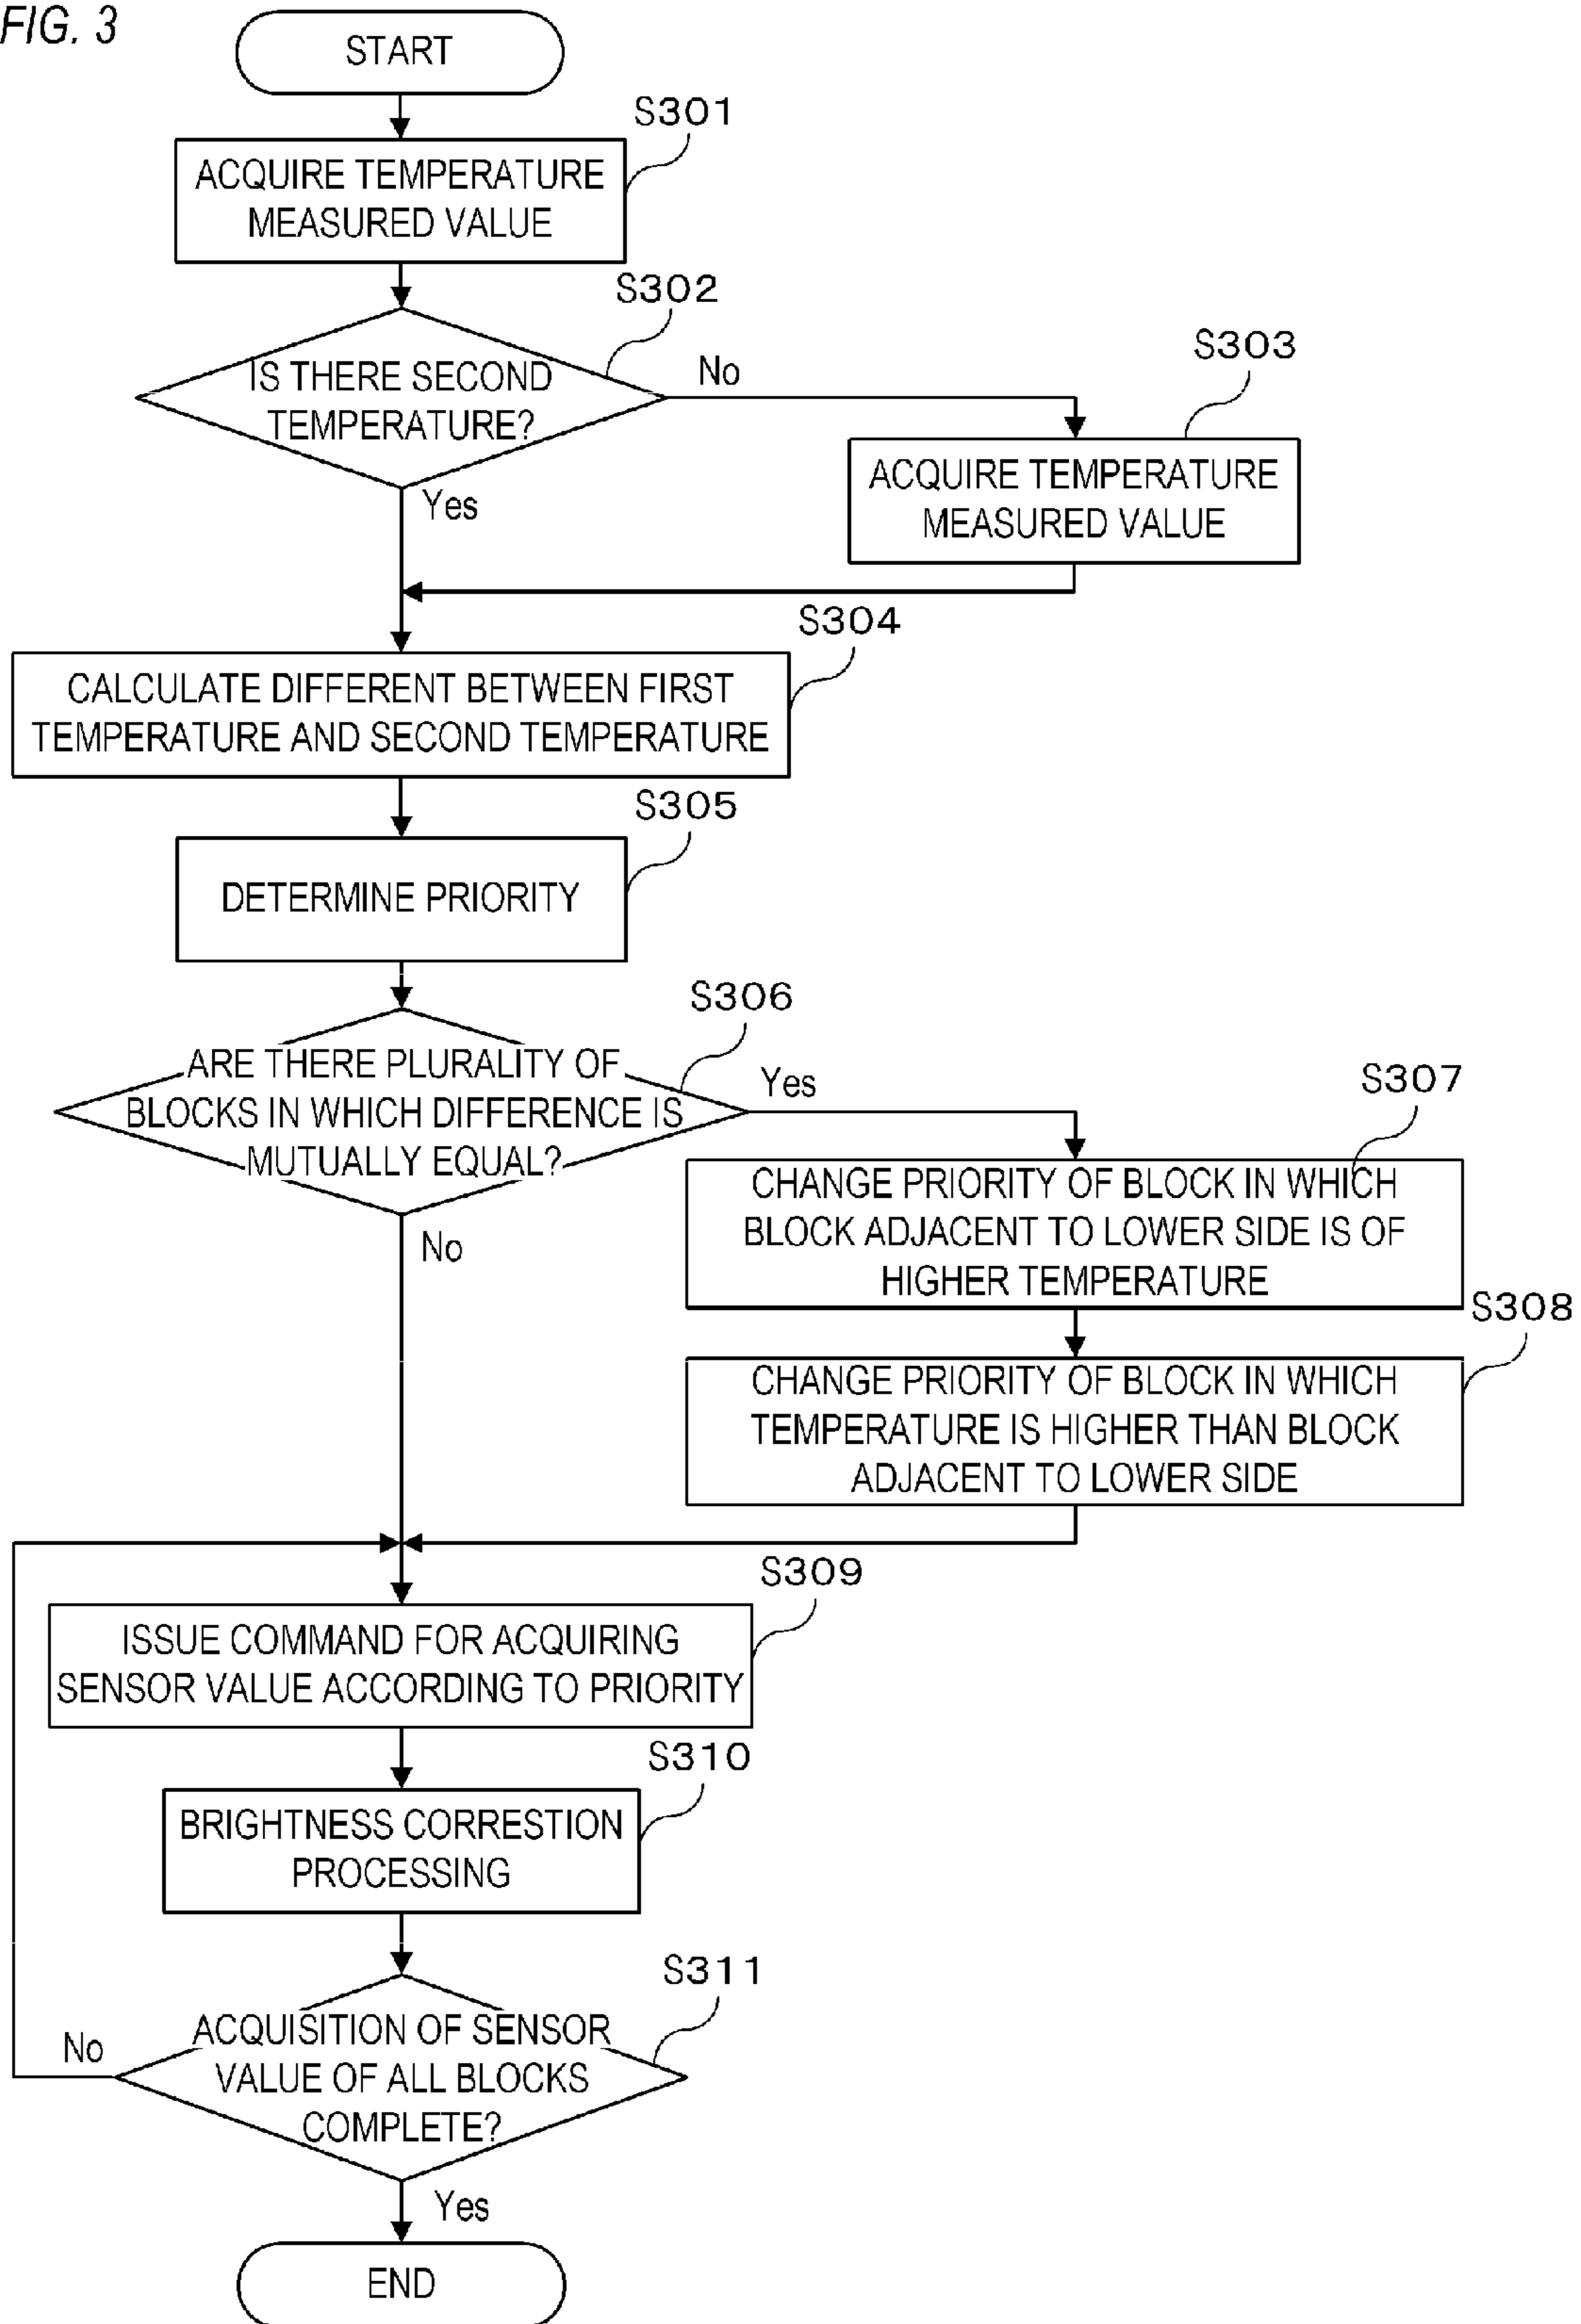 FIG. 3
START
S301
ACQUIRE TEMPERATURE
MEASURED VALUE
S302
IS THERE SECOND
TEMPERATURE?
No
Yes
S303
ACQUIRE TEMPERATURE
MEASURED VALUE
S304
CALCULATE DIFFERENT BETWEEN FIRST
TEMPERATURE AND SECOND TEMPERATURE
S305
DETERMINE PRIORITY
S306
ARE THERE PLURALITY OF
BLOCKS IN WHICH DIFFERENCE IS
MUTUALLY EQUAL?
Yes
No
S307
CHANGE PRIORITY OF BLOCK IN WHICH
BLOCK ADJACENT TO LOWER SIDE IS OF
HIGHER TEMPERATURE
S308
CHANGE PRIORITY OF BLOCK IN WHICH
TEMPERATURE IS HIGHER THAN BLOCK
ADJACENT TO LOWER SIDE
S309
ISSUE COMMAND FOR ACQUIRING
SENSOR VALUE ACCORDING TO PRIORITY
S310
BRIGHTNESS CORRESTION
PROCESSING
S311
ACQUISITION OF SENSOR
VALUE OF ALL BLOCKS
COMPLETE?
No
Yes
END